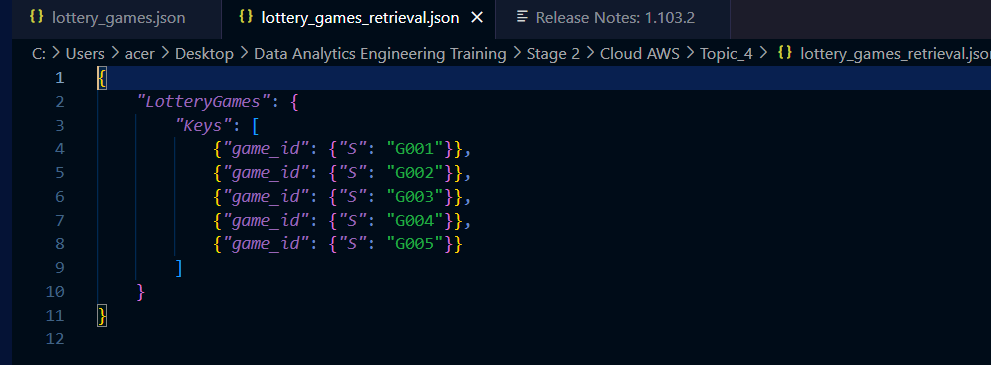 {} lottery_games.json {} lottery_games_retrieval.json × Release Notes: 1.103.2
C: > Users > acer > Desktop > Data Analytics Engineering Training > Stage 2 > Cloud AWS > Topic_4 > {} lottery_games_retrieval.json
1 {
2 "LotteryGames": {
3 "Keys": [
4 {"game_id": {"S": "G001"}},
5 {"game_id": {"S": "G002"}},
6 {"game_id": {"S": "G003"}},
7 {"game_id": {"S": "G004"}},
8 {"game_id": {"S": "G005"}}
9 ]
10 }
11 }
12